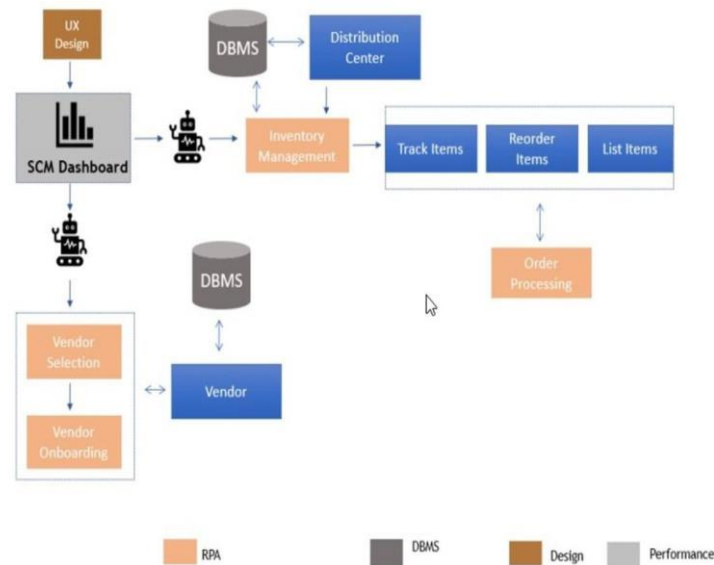 UX
Design
SCM Dashboard
DBMS
Distribution
Center
Inventory
Management
Track Items
Reorder
Items
List Items
Order
Processing
DBMS
Vendor
Selection
Vendor
Onboarding
Vendor
RPA
DBMS
Design
Performance